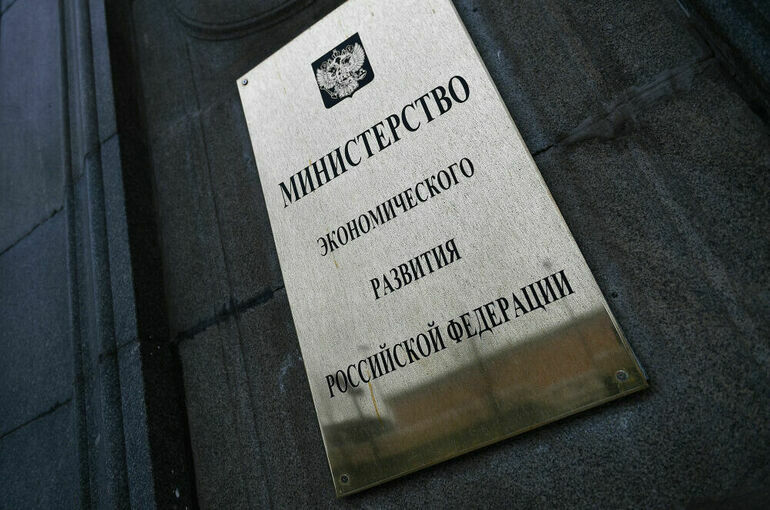 МИНИСТЕРСТВО
ЭКОНОМИЧЕСКОГО
РАЗВИТИЯ
РОССИЙСКОЙ ФЕДЕРАЦИИ